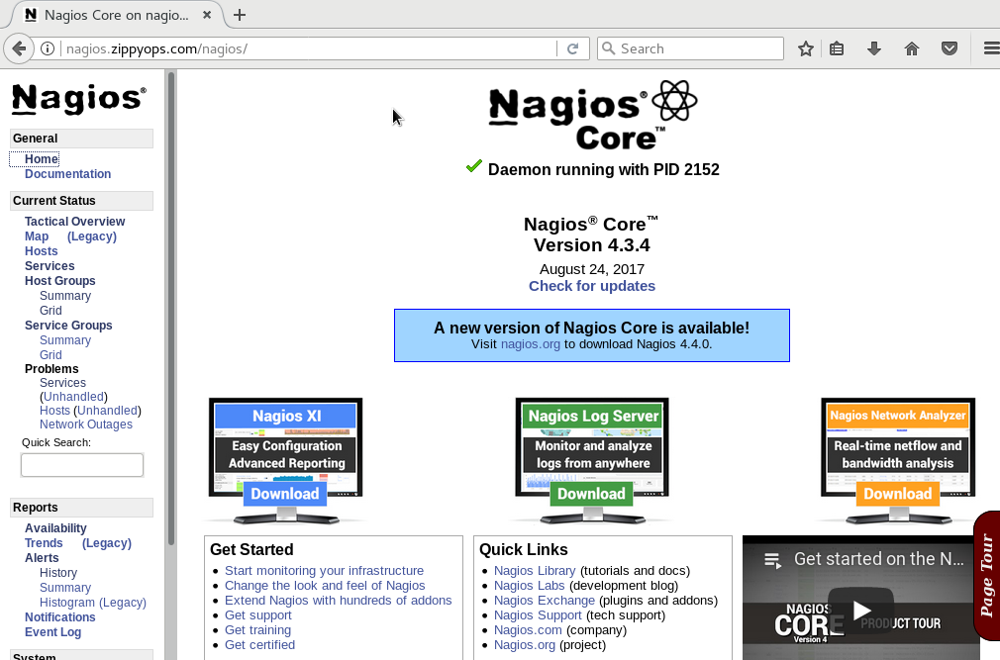 Nagios Core on nagio...
nagios.zippyops.com/nagios/
Search
Nagios®
General
Home
Documentation
Current Status
Tactical Overview
Map (Legacy)
Hosts
Services
Host Groups
Summary
Grid
Service Groups
Summary
Grid
Problems
Services
(Unhandled)
Hosts (Unhandled)
Network Outages
Quick Search:
Reports
Availability
Trends (Legacy)
Alerts
History
Summary
Histogram (Legacy)
Notifications
Event Log
System
Nagios®
Core™
Daemon running with PID 2152
Nagios® Core™
Version 4.3.4
August 24, 2017
Check for updates
A new version of Nagios Core is available!
Visit nagios.org to download Nagios 4.4.0.
Nagios XI
Easy Configuration
Advanced Reporting
Download
Nagios Log Server
Monitor and analyze
logs from anywhere
Download
Nagios Network Analyzer
Real-time netflow and
bandwidth analysis
Download
Get Started
Start monitoring your infrastructure
Change the look and feel of Nagios
Extend Nagios with hundreds of addons
Get support
Get training
Get certified
Quick Links
Nagios Library (tutorials and docs)
Nagios Labs (development blog)
Nagios Exchange (plugins and addons)
Nagios Support (tech support)
Nagios.com (company)
Nagios.org (project)
Get started on the N...
NAGIOS
CORE PRODUCT TOUR
Version 4
Page Tour